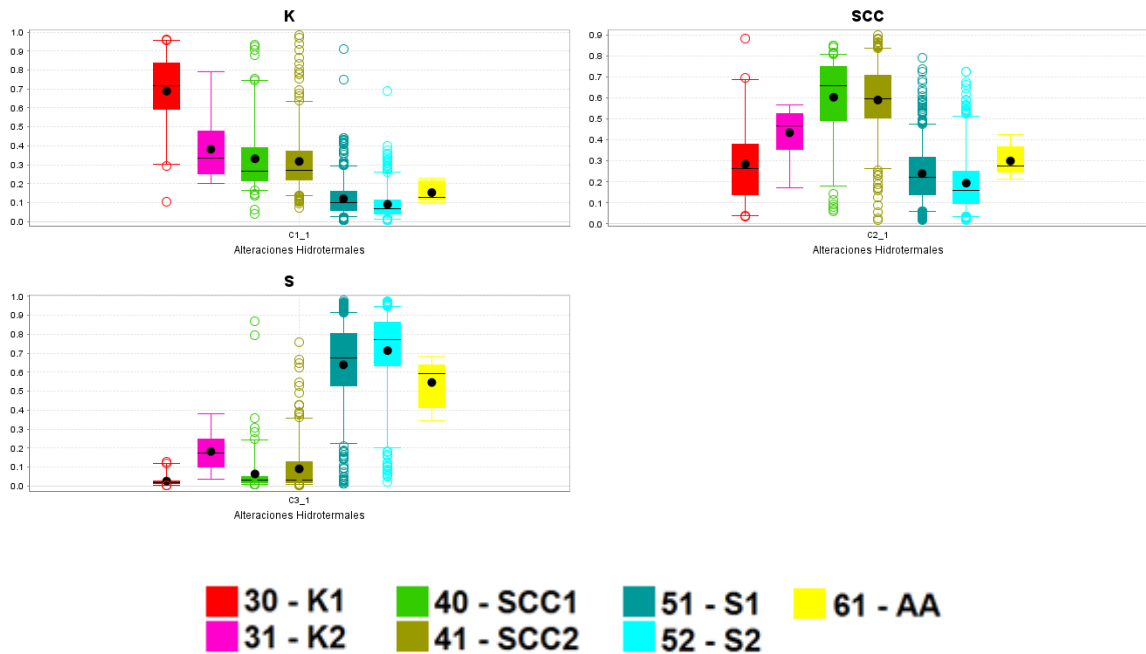 K
1.0
0.9
0.8
0.7
0.6
0.5
0.4
0.3
0.2
0.1
0.0
c1_1
Alteraciones Hidrotermales
SCC
0.9
0.8
0.7
0.6
0.5
0.4
0.3
0.2
0.1
0.0
c2_1
Alteraciones Hidrotermales
S
1.0
0.9
0.8
0.7
0.6
0.5
0.4
0.3
0.2
0.1
0.0
c3_1
Alteraciones Hidrotermales
30 - K1 40 - SCC1 51 - S1 61 - AA
31 - K2 41 - SCC2 52 - S2